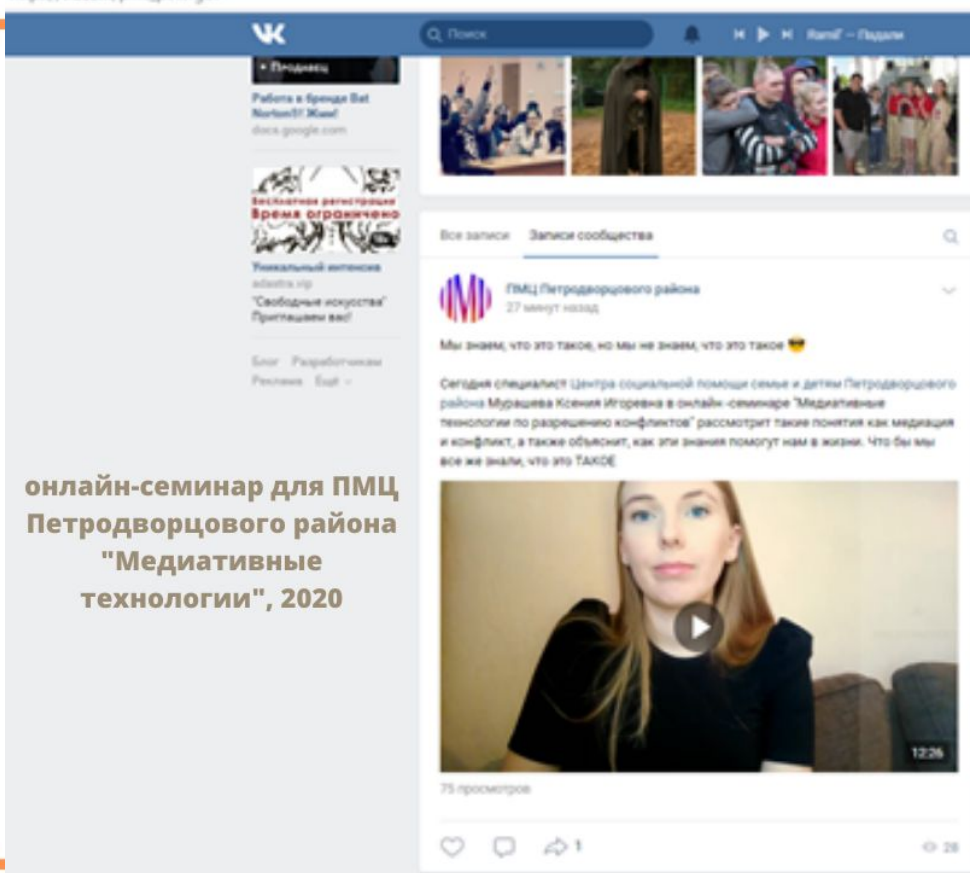 Поиск
RamiГ – Падали
• Продавец
Работа в бренде Bat
Norton51! Жми!
docs.google.com
Бесплатная регистрация
Время ограничено
Уникальный интенсив
adastra.vip
"Свободные искусства"
Приглашаем вас!
Блог Разработчикам
Реклама Ещё
онлайн-семинар для ПМЦ
Петродворцового района
"Медиативные
технологии", 2020
Все записи Записи сообщества
ПМЦ Петродворцового района
27 минут назад
Мы знаем, что это такое, но мы не знаем, что это такое 😎
Сегодня специалист Центра социальной помощи семье и детям Петродворцового
района Мурашева Ксения Игоревна в онлайн-семинаре "Медиативные
технологии по разрешению конфликтов" рассмотрит такие понятия как медиация
и конфликт, а также объяснит, как эти знания помогут нам в жизни. Что бы мы
все же знали, что это ТАКОЕ
12:26
75 просмотров
1
28